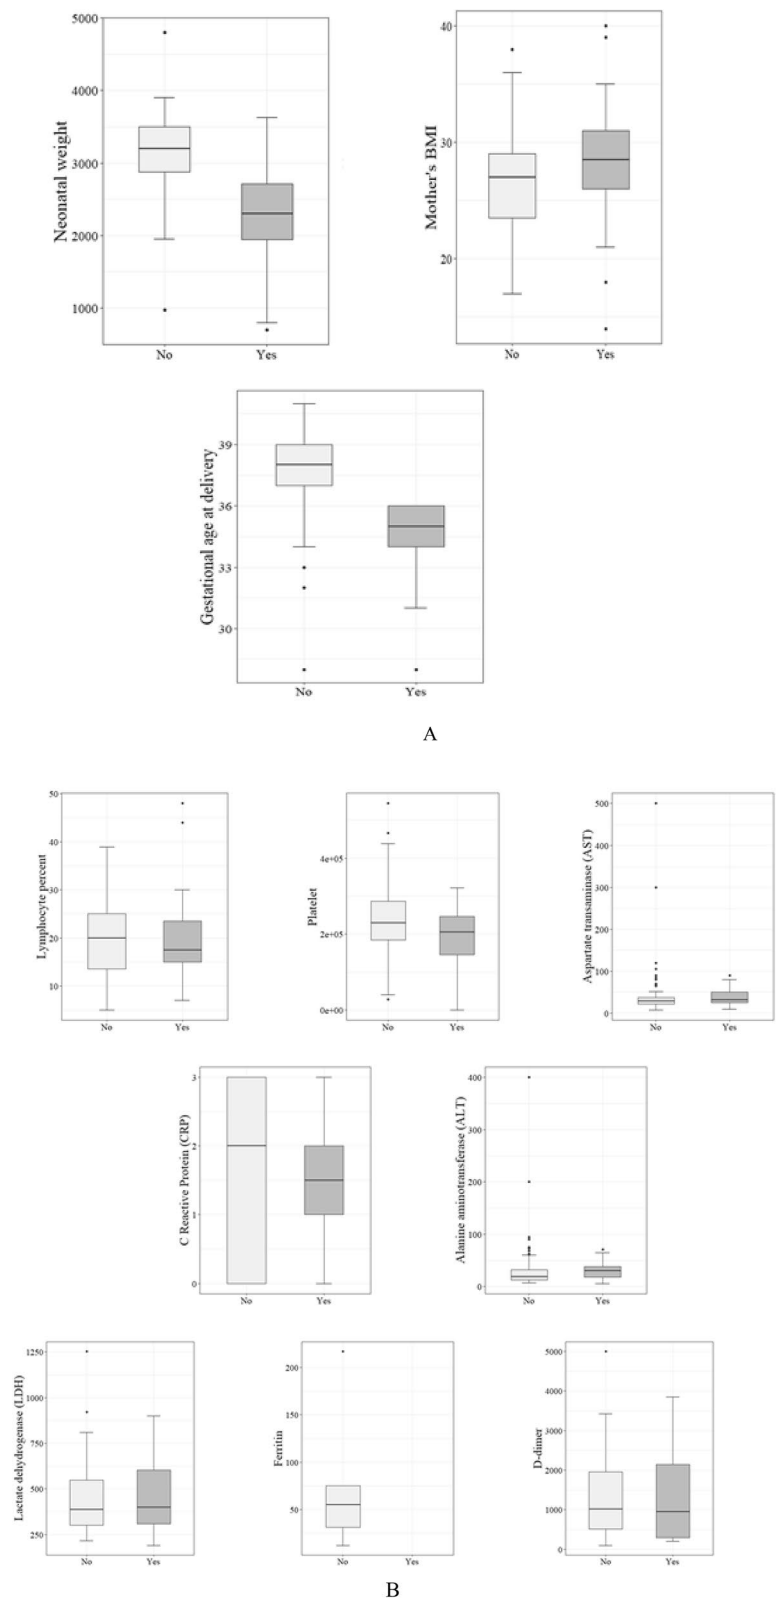 Neonatal weight
5000
4000
3000
2000
1000
No Yes
Mother's BMI
40
30
20
No Yes
Gestational age at delivery
39
36
33
30
No Yes
A
Lymphocyte percent
50
40
30
20
10
No Yes
Platelet
4e+05
2e+05
0e+00
No Yes
Aspartate transaminase (AST)
500
400
300
200
100
0
No Yes
C Reactive Protein (CRP)
3
2
1
0
No Yes
Alanine aminotransferase (ALT)
400
300
200
100
0
No Yes
Lactate dehydrogenase (LDH)
1250
1000
750
500
250
No Yes
Ferritin
200
150
100
50
No Yes
D-dimer
5000
4000
3000
2000
1000
0
No Yes
B